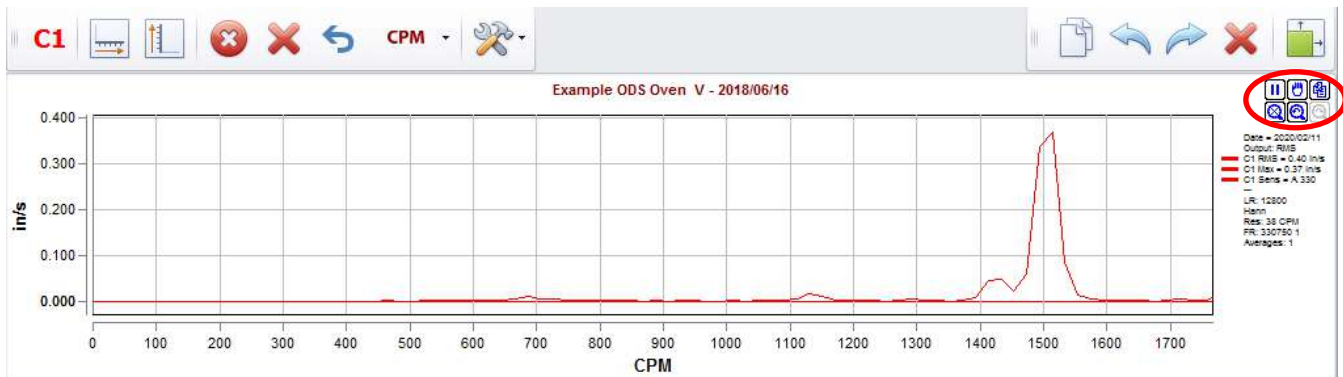 C1 CPM
Example ODS Oven V - 2018/06/16
0.400
0.300
0.200
0.100
0.000
in/s
0 100 200 300 400 500 600 700 800 900 1000 1100 1200 1300 1400 1500 1600 1700
CPM
Date = 2020/02/11
Output: RMS
C1 RMS = 0.40 in/s
C1 Max = 0.37 in/s
C1 Sens = A 330
---
LR: 12800
Hann
Res: 38 CPM
FR: 330750 1
Averages: 1